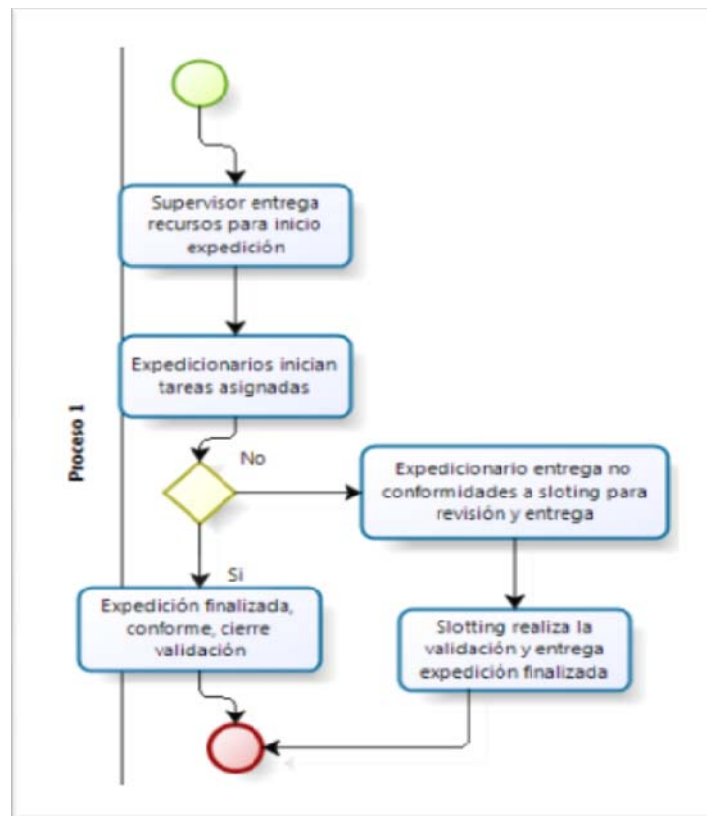 Supervisor entrega
recursos para inicio
expedición
Expedicionarios inician
tareas asignadas
Proceso 1
No
Expedicionario entrega no
conformidades a sloting para
revisión y entrega
Si
Expedición finalizada,
conforme, cierre
validación
Slotting realiza la
validación y entrega
expedición finalizada